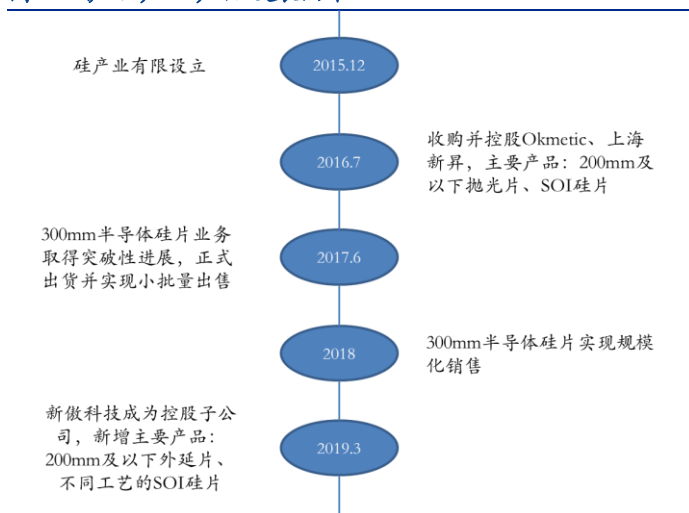 硅产业有限设立
2015.12
2016.7
收购并控股Okmetic、上海
新昇，主要产品：200mm及
以下抛光片、SOI硅片
300mm半导体硅片业务
取得突破性进展，正式
出货并实现小批量出售
2017.6
2018
300mm半导体硅片实现规模
化销售
新傲科技成为控股子公
司，新增主要产品：
200mm及以下外延片、
不同工艺的SOI硅片
2019.3